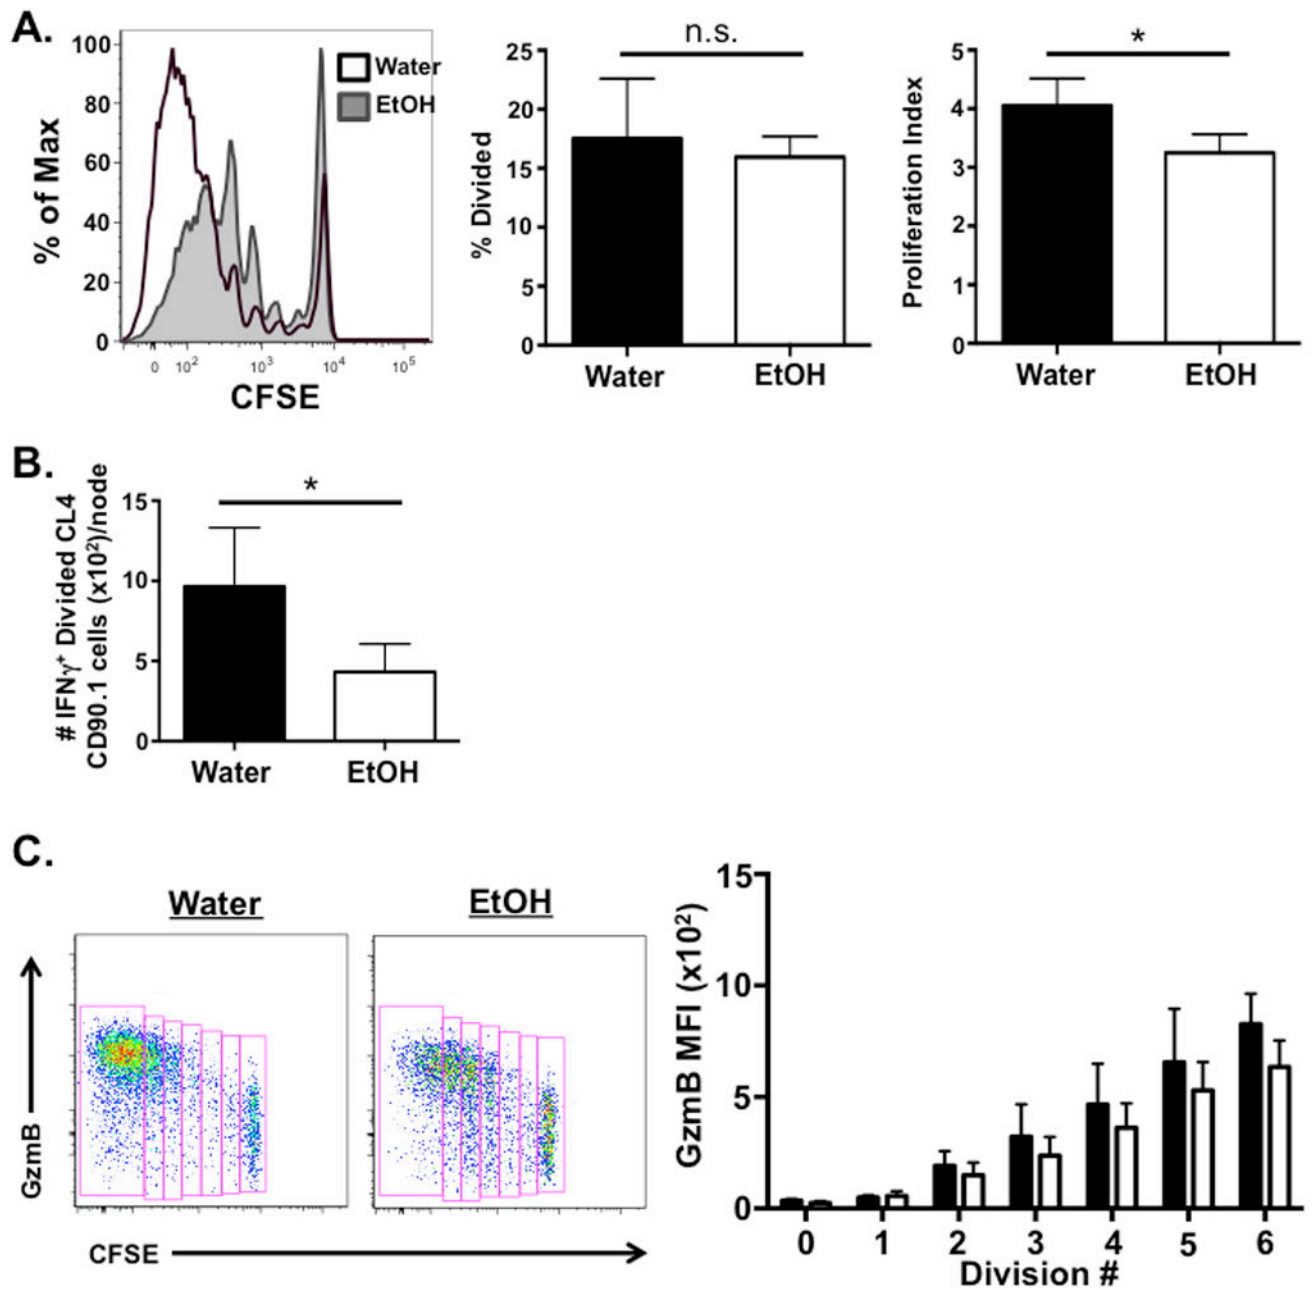 A.
100
80
60
40
20
0
% of Max
Water
EtOH
0 10² 10³ 10⁴ 10⁵
CFSE
n.s.
25
20
15
10
5
0
% Divided
Water EtOH
*
5
4
3
2
1
0
Proliferation Index
Water EtOH
B.
*
# IFNγ⁺ Divided CL4
CD90.1 cells (x10²)/node
15
10
5
0
Water EtOH
C.
Water
EtOH
GzmB
CFSE
15
10
5
0
GzmB MFI (x10²)
0 1 2 3 4 5 6
Division #